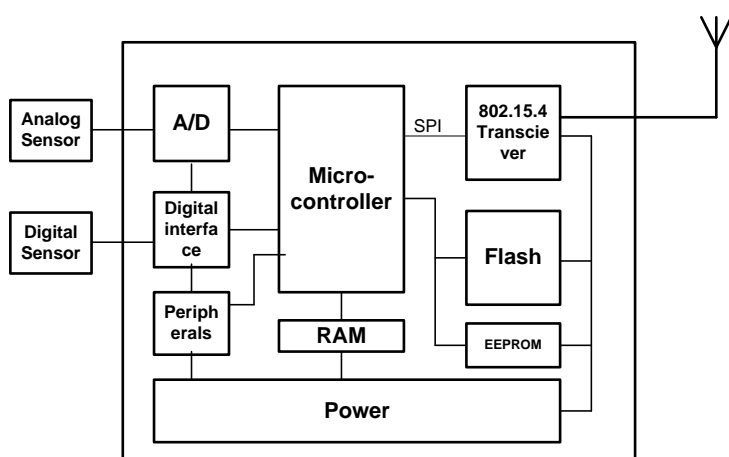 Analog
Sensor
A/D
Micro-
controller
SPI
802.15.4
Transcie
ver
Digital
Sensor
Digital
interfa
ce
Flash
Periph
erals
RAM
EEPROM
Power